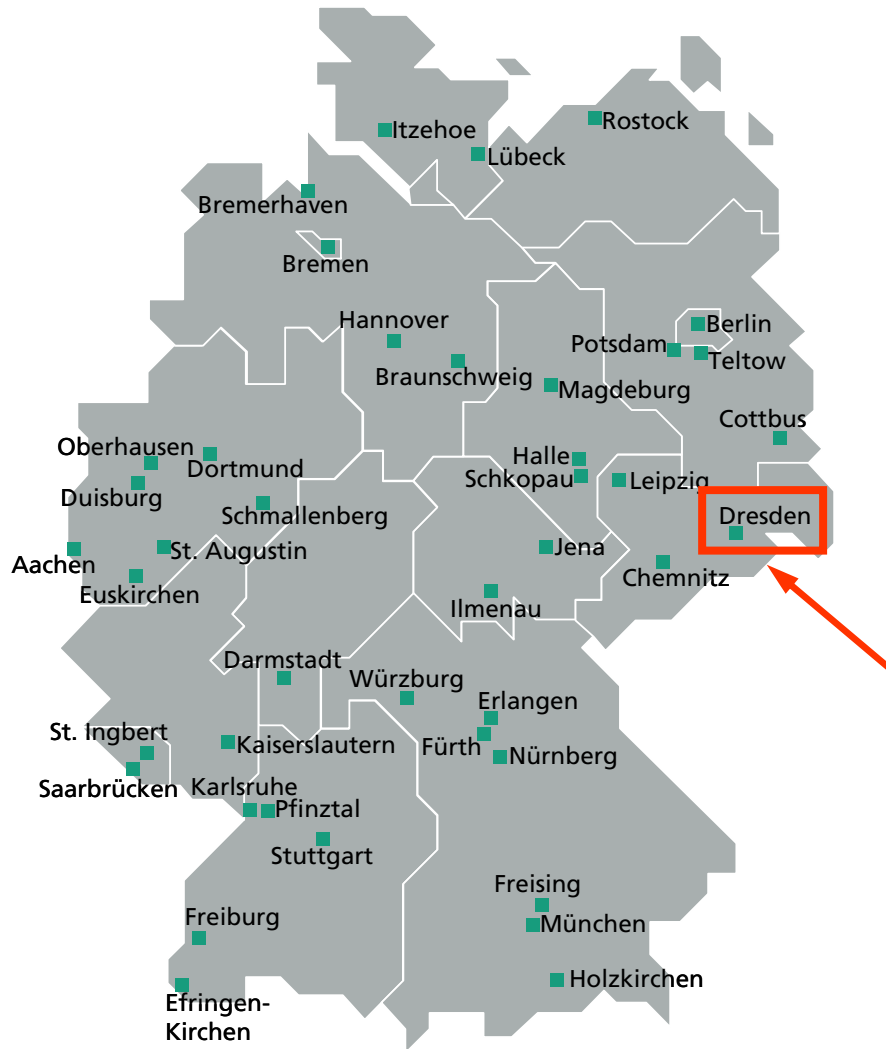 Rostock
Itzehoe
Lübeck
Bremerhaven
Bremen
Hannover
Berlin
Potsdam
Teltow
Braunschweig
Magdeburg
Cottbus
Oberhausen
Dortmund
Halle
Schkopau
Leipzig
Duisburg
Schmallenberg
Dresden
Aachen
St. Augustin
Jena
Chemnitz
Euskirchen
Ilmenau
Darmstadt
Würzburg
Erlangen
St. Ingbert
Kaiserslautern
Fürth
Nürnberg
Saarbrücken
Karlsruhe
Pfinztal
Stuttgart
Freising
Freiburg
München
Holzkirchen
Efringen-
Kirchen